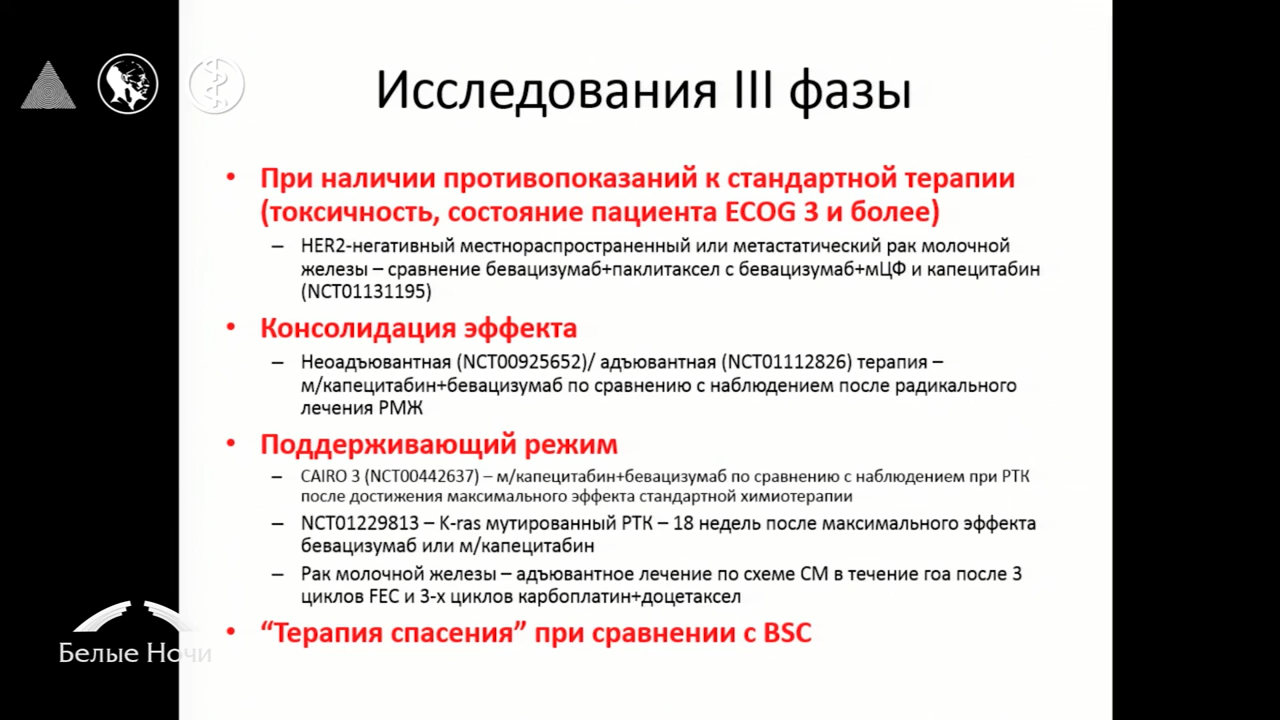 Исследования III фазы
• При наличии противопоказаний к стандартной терапии
(токсичность, состояние пациента ECOG 3 и более)
– HER2-негативный местнораспространенный или метастатический рак молочной
железы – сравнение бевацизумаб+паклитаксел с бевацизумаб+мЦФ и капецитабин
(NCT01131195)
• Консолидация эффекта
– Неоадъювантная (NCT00925652)/ адъювантная (NCT01112826) терапия –
м/капецитабин+бевацизумаб по сравнению с наблюдением после радикального
лечения РМЖ
• Поддерживающий режим
– CAIRO 3 (NCT00442637) – м/капецитабин+бевацизумаб по сравнению с наблюдением при РТК
после достижения максимального эффекта стандартной химиотерапии
– NCT01229813 – K-ras мутированный РТК – 18 недель после максимального эффекта
бевацизумаб или м/капецитабин
– Рак молочной железы – адъювантное лечение по схеме СМ в течение гоа после 3
циклов FEC и 3-х циклов карбоплатин+доцетаксел
• “Терапия спасения” при сравнении с BSC
Белые Ночи